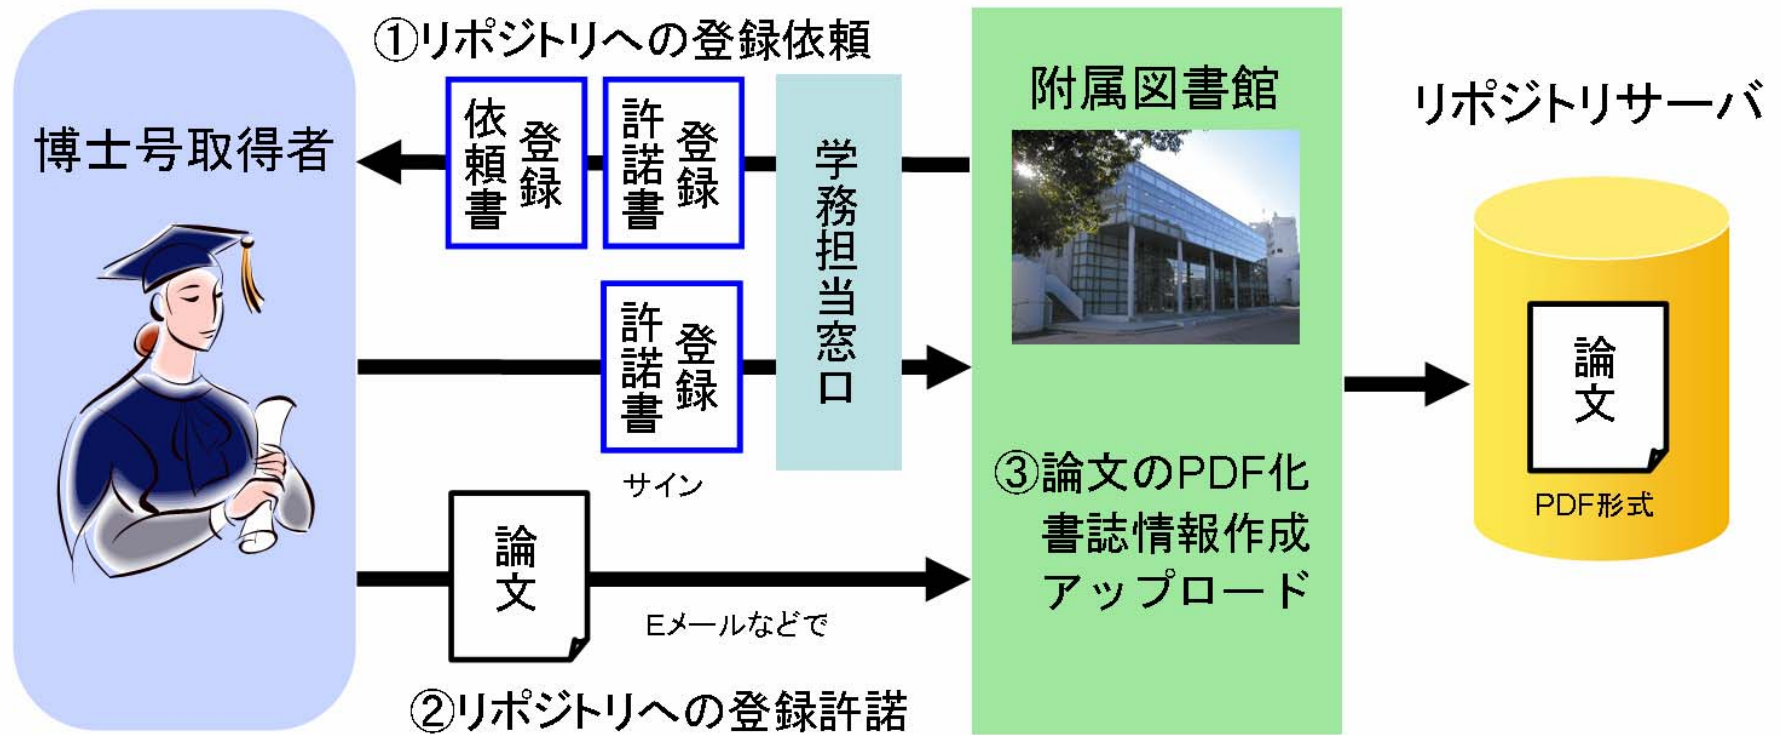 ①リポジトリへの登録依頼
博士号取得者
登録
依頼書
登録
許諾書
学務担当窓口
登録
許諾書
サイン
論文
Eメールなどで
②リポジトリへの登録許諾
附属図書館
③論文のPDF化
書誌情報作成
アップロード
リポジトリサーバ
論文
PDF形式